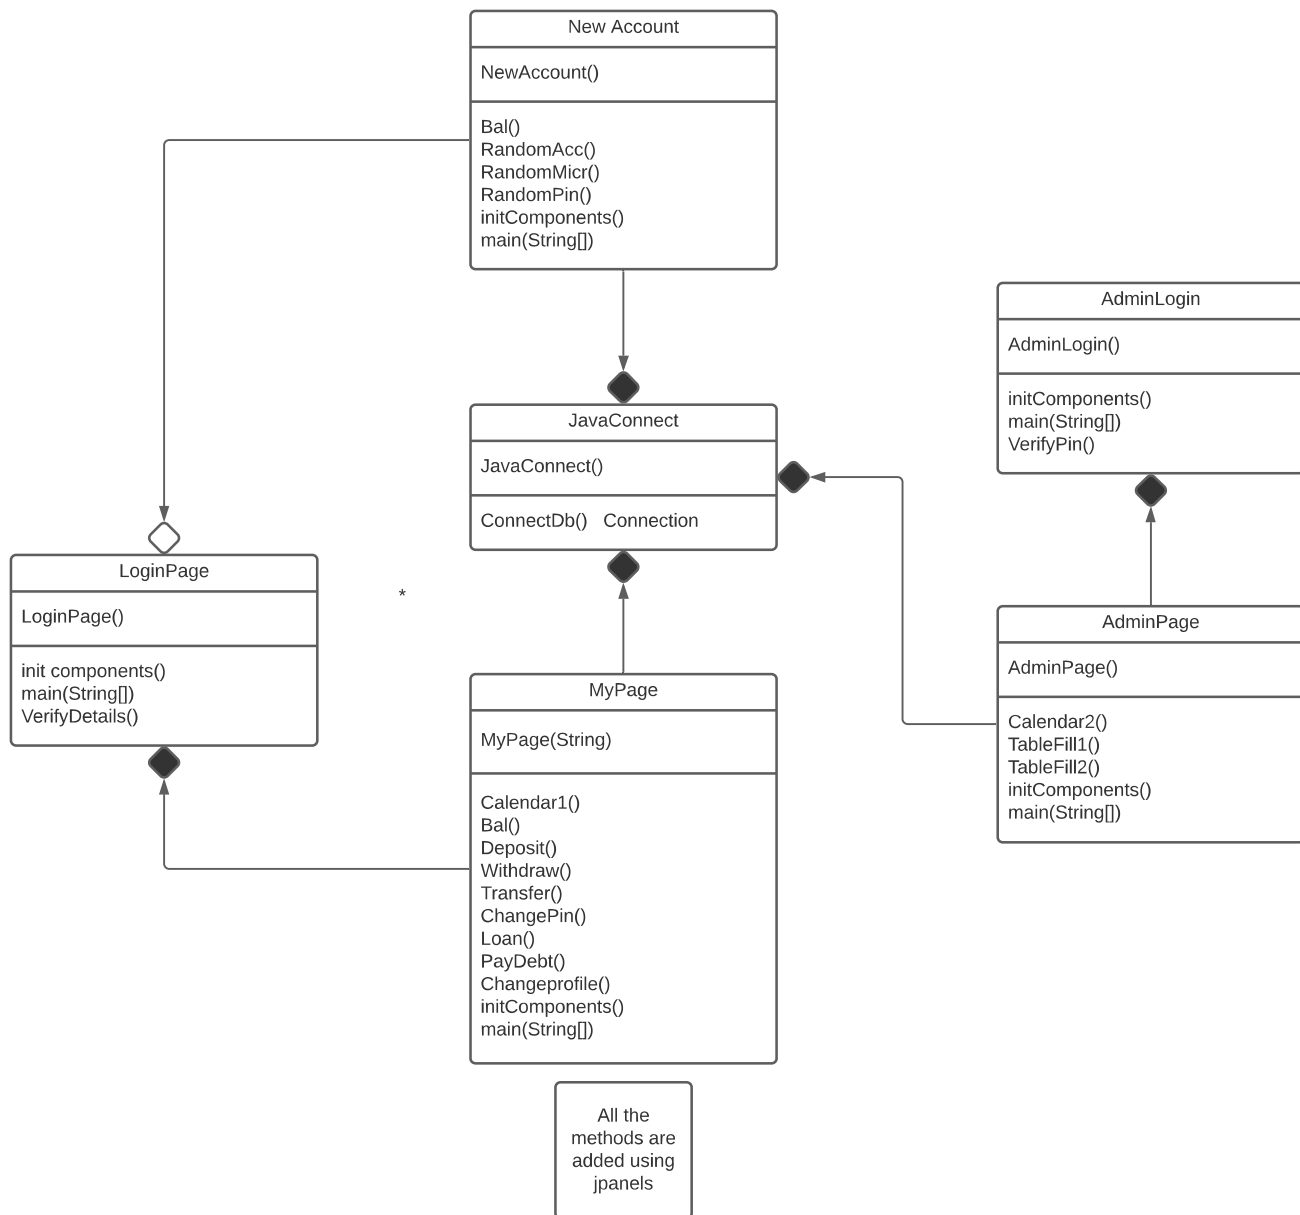 New Account
NewAccount()
Bal()
RandomAcc()
RandomMicr()
RandomPin()
initComponents()
main(String[])
AdminLogin
AdminLogin()
initComponents()
main(String[])
VerifyPin()
JavaConnect
JavaConnect()
ConnectDb() Connection
LoginPage
LoginPage()
init components()
main(String[])
VerifyDetails()
*
AdminPage
AdminPage()
Calendar2()
TableFill1()
TableFill2()
initComponents()
main(String[])
MyPage
MyPage(String)
Calendar1()
Bal()
Deposit()
Withdraw()
Transfer()
ChangePin()
Loan()
PayDebt()
Changeprofile()
initComponents()
main(String[])
All the
methods are
added using
jpanels